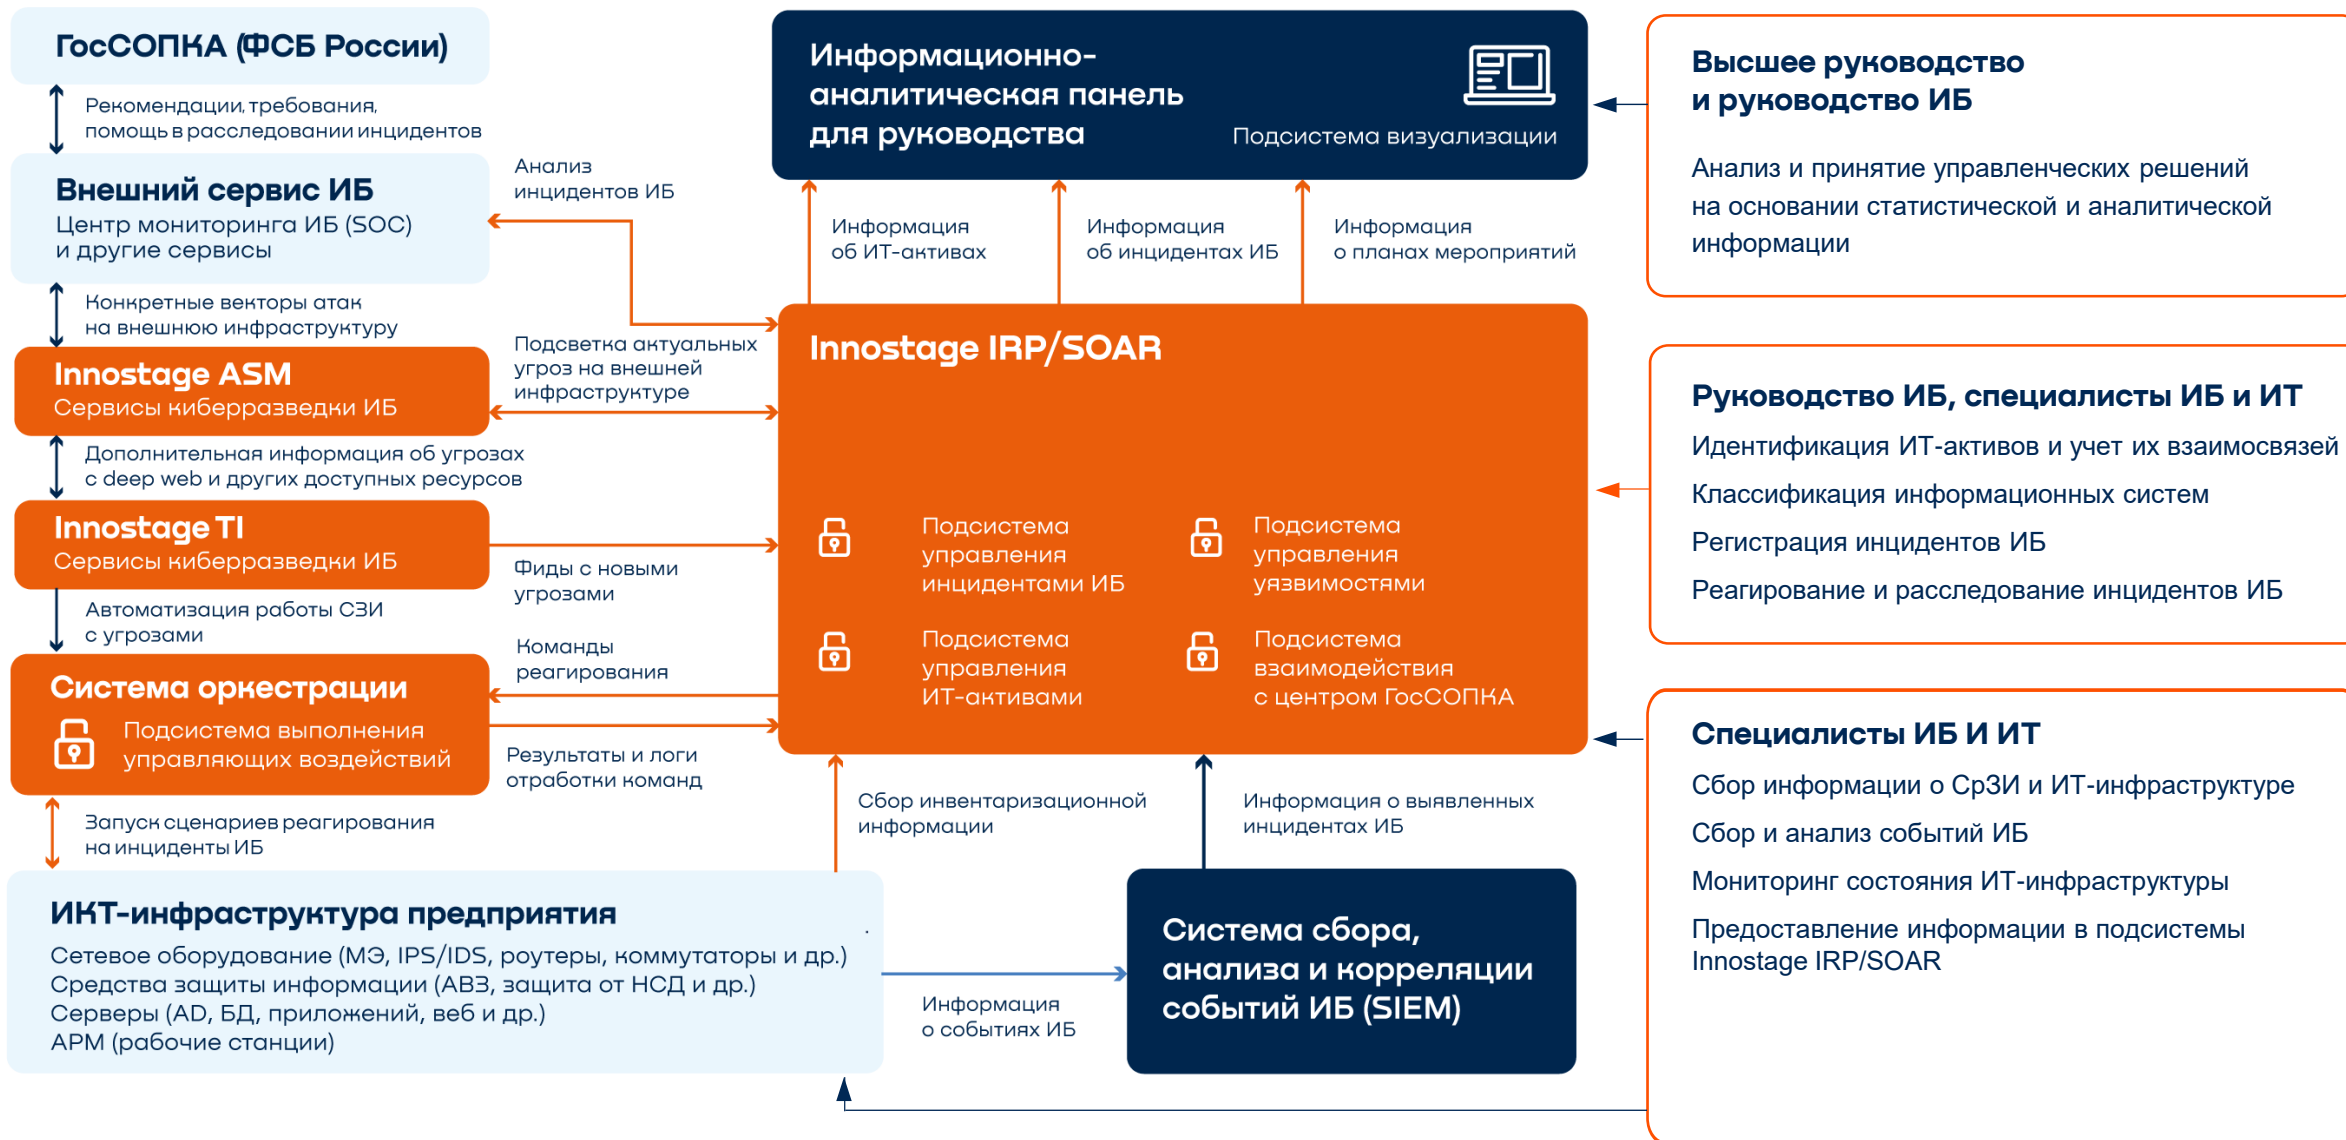 ГосСОПКА (ФСБ России)
Рекомендации, требования,
помощь в расследовании инцидентов
Внешний сервис ИБ
Центр мониторинга ИБ (SOC)
и другие сервисы
Конкретные векторы атак
на внешнюю инфраструктуру
Innostage ASM
Сервисы киберразведки ИБ
Дополнительная информация об угрозах
с deep web и других доступных ресурсов
Innostage TI
Сервисы киберразведки ИБ
Автоматизация работы СЗИ
с угрозами
Система оркестрации
Подсистема выполнения
управляющих воздействий
Запуск сценариев реагирования
на инциденты ИБ
ИКТ-инфраструктура предприятия
Сетевое оборудование (МЭ, IPS/IDS, роутеры, коммутаторы и др.)
Средства защиты информации (АВЗ, защита от НСД и др.)
Серверы (AD, БД, приложений, веб и др.)
АРМ (рабочие станции)
Анализ
инцидентов ИБ
Подсветка актуальных
угроз на внешней
инфраструктуре
Фиды с новыми
угрозами
Команды
реагирования
Результаты и логи
отработки команд
Информационно-
аналитическая панель
для руководства
Подсистема визуализации
Информация
об ИТ-активах
Информация
об инцидентах ИБ
Информация
о планах мероприятий
Innostage IRP/SOAR
Подсистема
управления
инцидентами ИБ
Подсистема
управления
уязвимостями
Подсистема
управления
ИТ-активами
Подсистема
взаимодействия
с центром ГосСОПКА
Сбор инвентаризационной
информации
Информация о выявленных
инцидентах ИБ
Информация
о событиях ИБ
Система сбора,
анализа и корреляции
событий ИБ (SIEM)
Высшее руководство
и руководство ИБ
Анализ и принятие управленческих решений
на основании статистической и аналитической
информации
Руководство ИБ, специалисты ИБ и ИТ
Идентификация ИТ-активов и учет их взаимосвязей
Классификация информационных систем
Регистрация инцидентов ИБ
Реагирование и расследование инцидентов ИБ
Специалисты ИБ И ИТ
Сбор информации о СрЗИ и ИТ-инфраструктуре
Сбор и анализ событий ИБ
Мониторинг состояния ИТ-инфраструктуры
Предоставление информации в подсистемы
Innostage IRP/SOAR